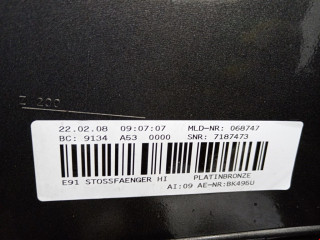 Z 200
22.02.08 09:07:07 MLD-NR: 068747
BC: 9134 A53 0000 SNR: 7187473
E91 STOSSFAENGER HI PLATINBRONZE
AI:09 AE-NR:BK496U